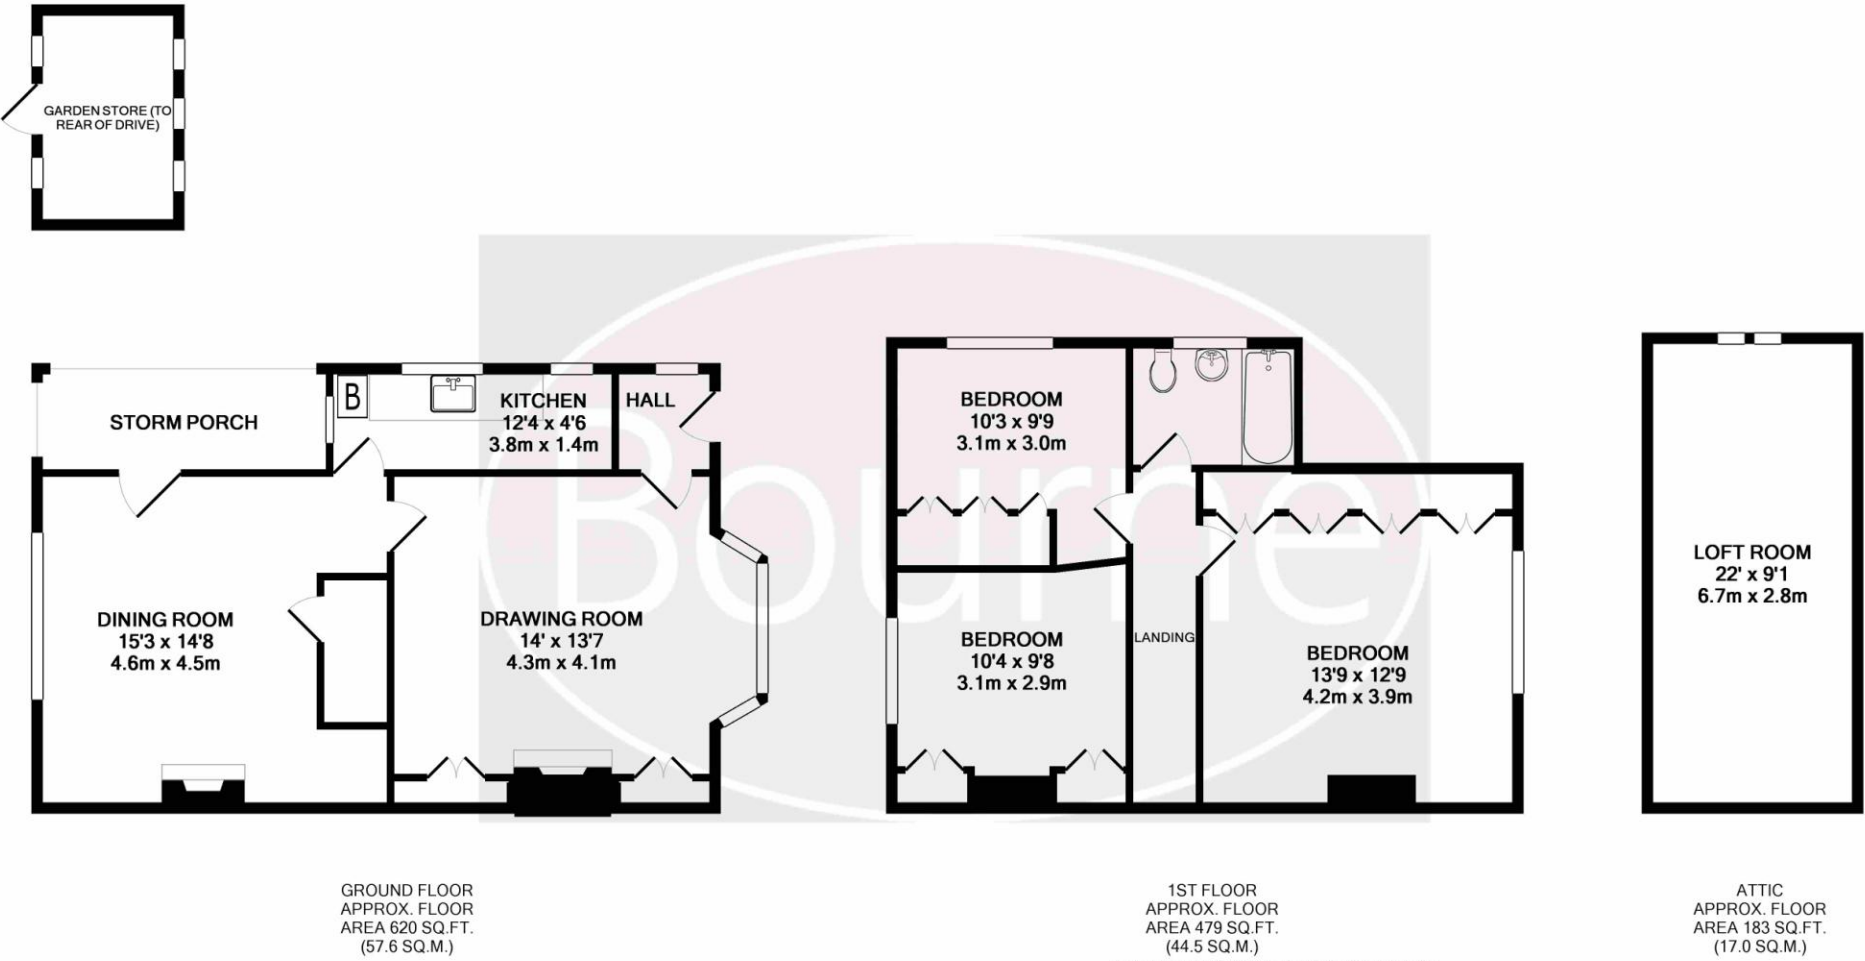 GARDEN STORE (TO
REAR OF DRIVE)
STORM PORCH
B
KITCHEN
12'4 x 4'6
3.8m x 1.4m
HALL
DINING ROOM
15'3 x 14'8
4.6m x 4.5m
DRAWING ROOM
14' x 13'7
4.3m x 4.1m
BEDROOM
10'3 x 9'9
3.1m x 3.0m
BEDROOM
10'4 x 9'8
3.1m x 2.9m
LANDING
BEDROOM
13'9 x 12'9
4.2m x 3.9m
LOFT ROOM
22' x 9'1
6.7m x 2.8m
Bourne
GROUND FLOOR
APPROX. FLOOR
AREA 620 SQ.FT.
(57.6 SQ.M.)
1ST FLOOR
APPROX. FLOOR
AREA 479 SQ.FT.
(44.5 SQ.M.)
ATTIC
APPROX. FLOOR
AREA 183 SQ.FT.
(17.0 SQ.M.)